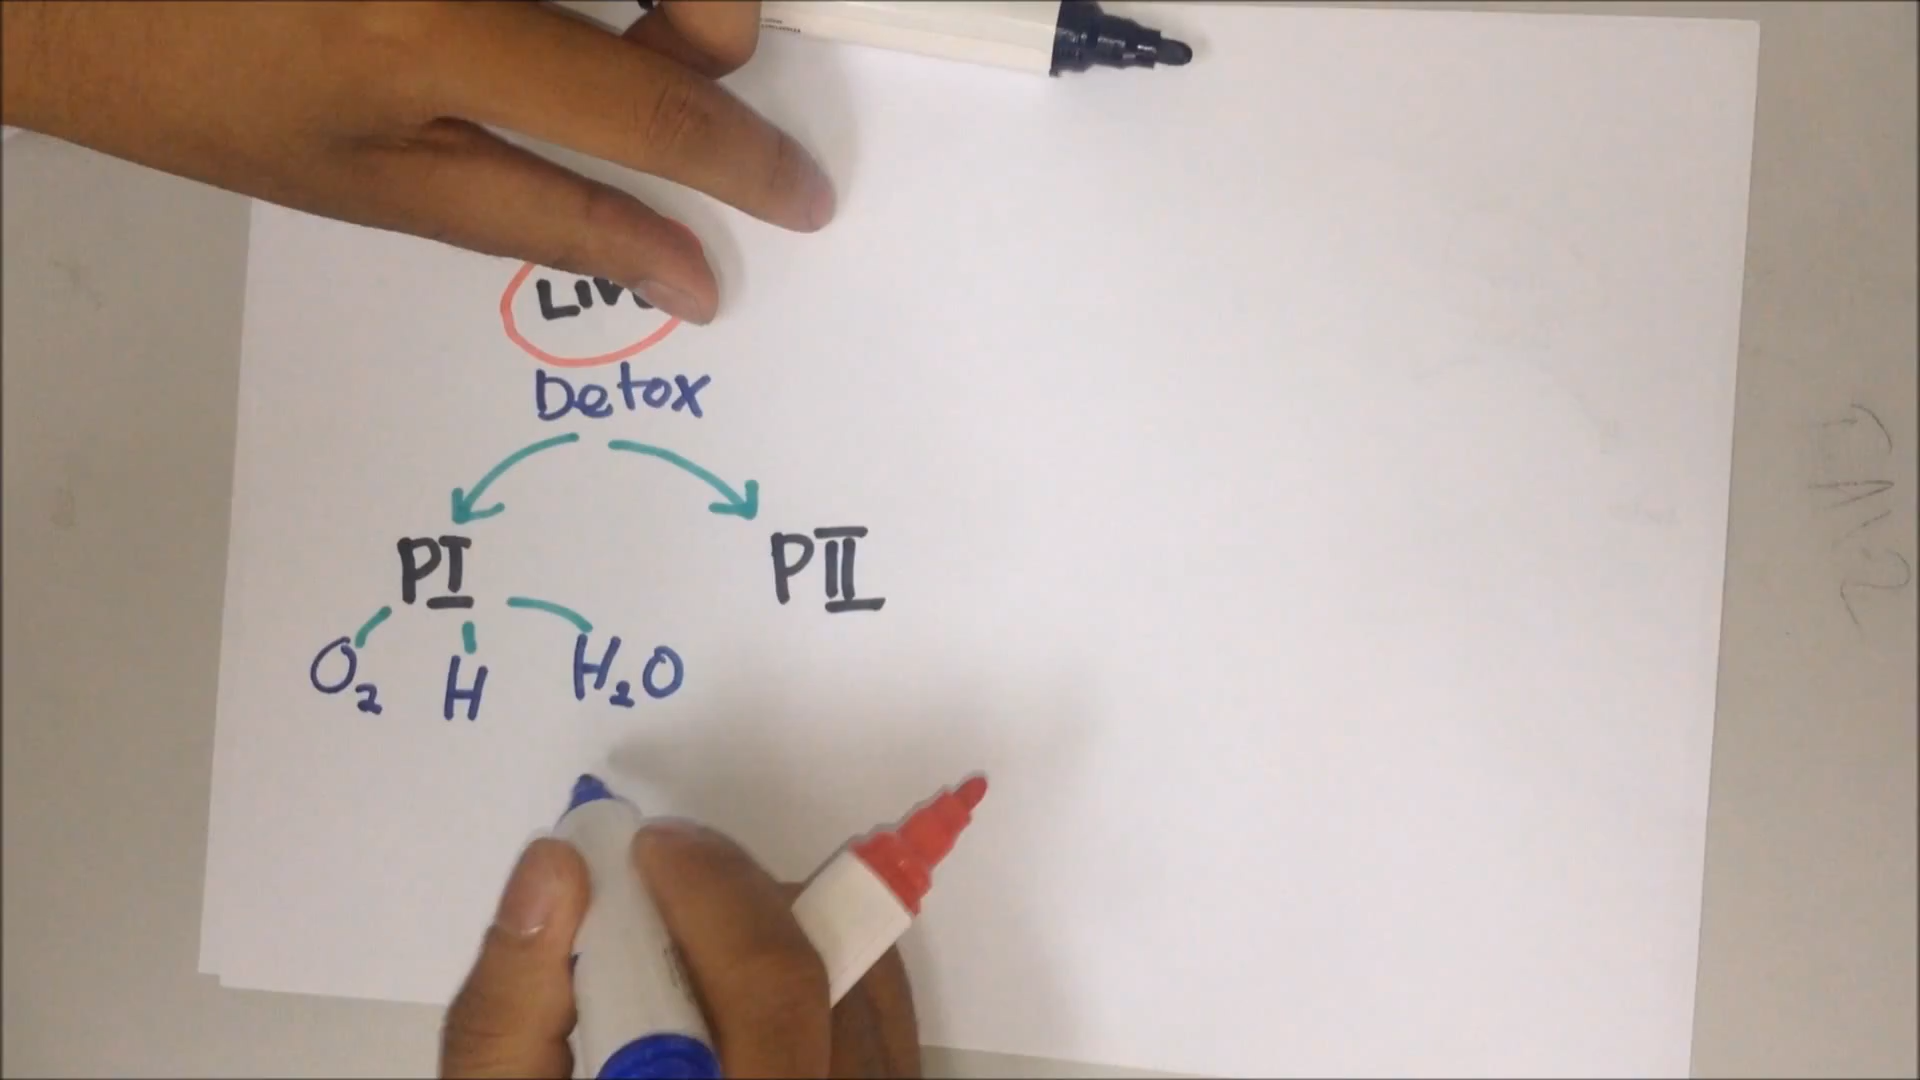 Detox
PI PII
O₂ H H₂O